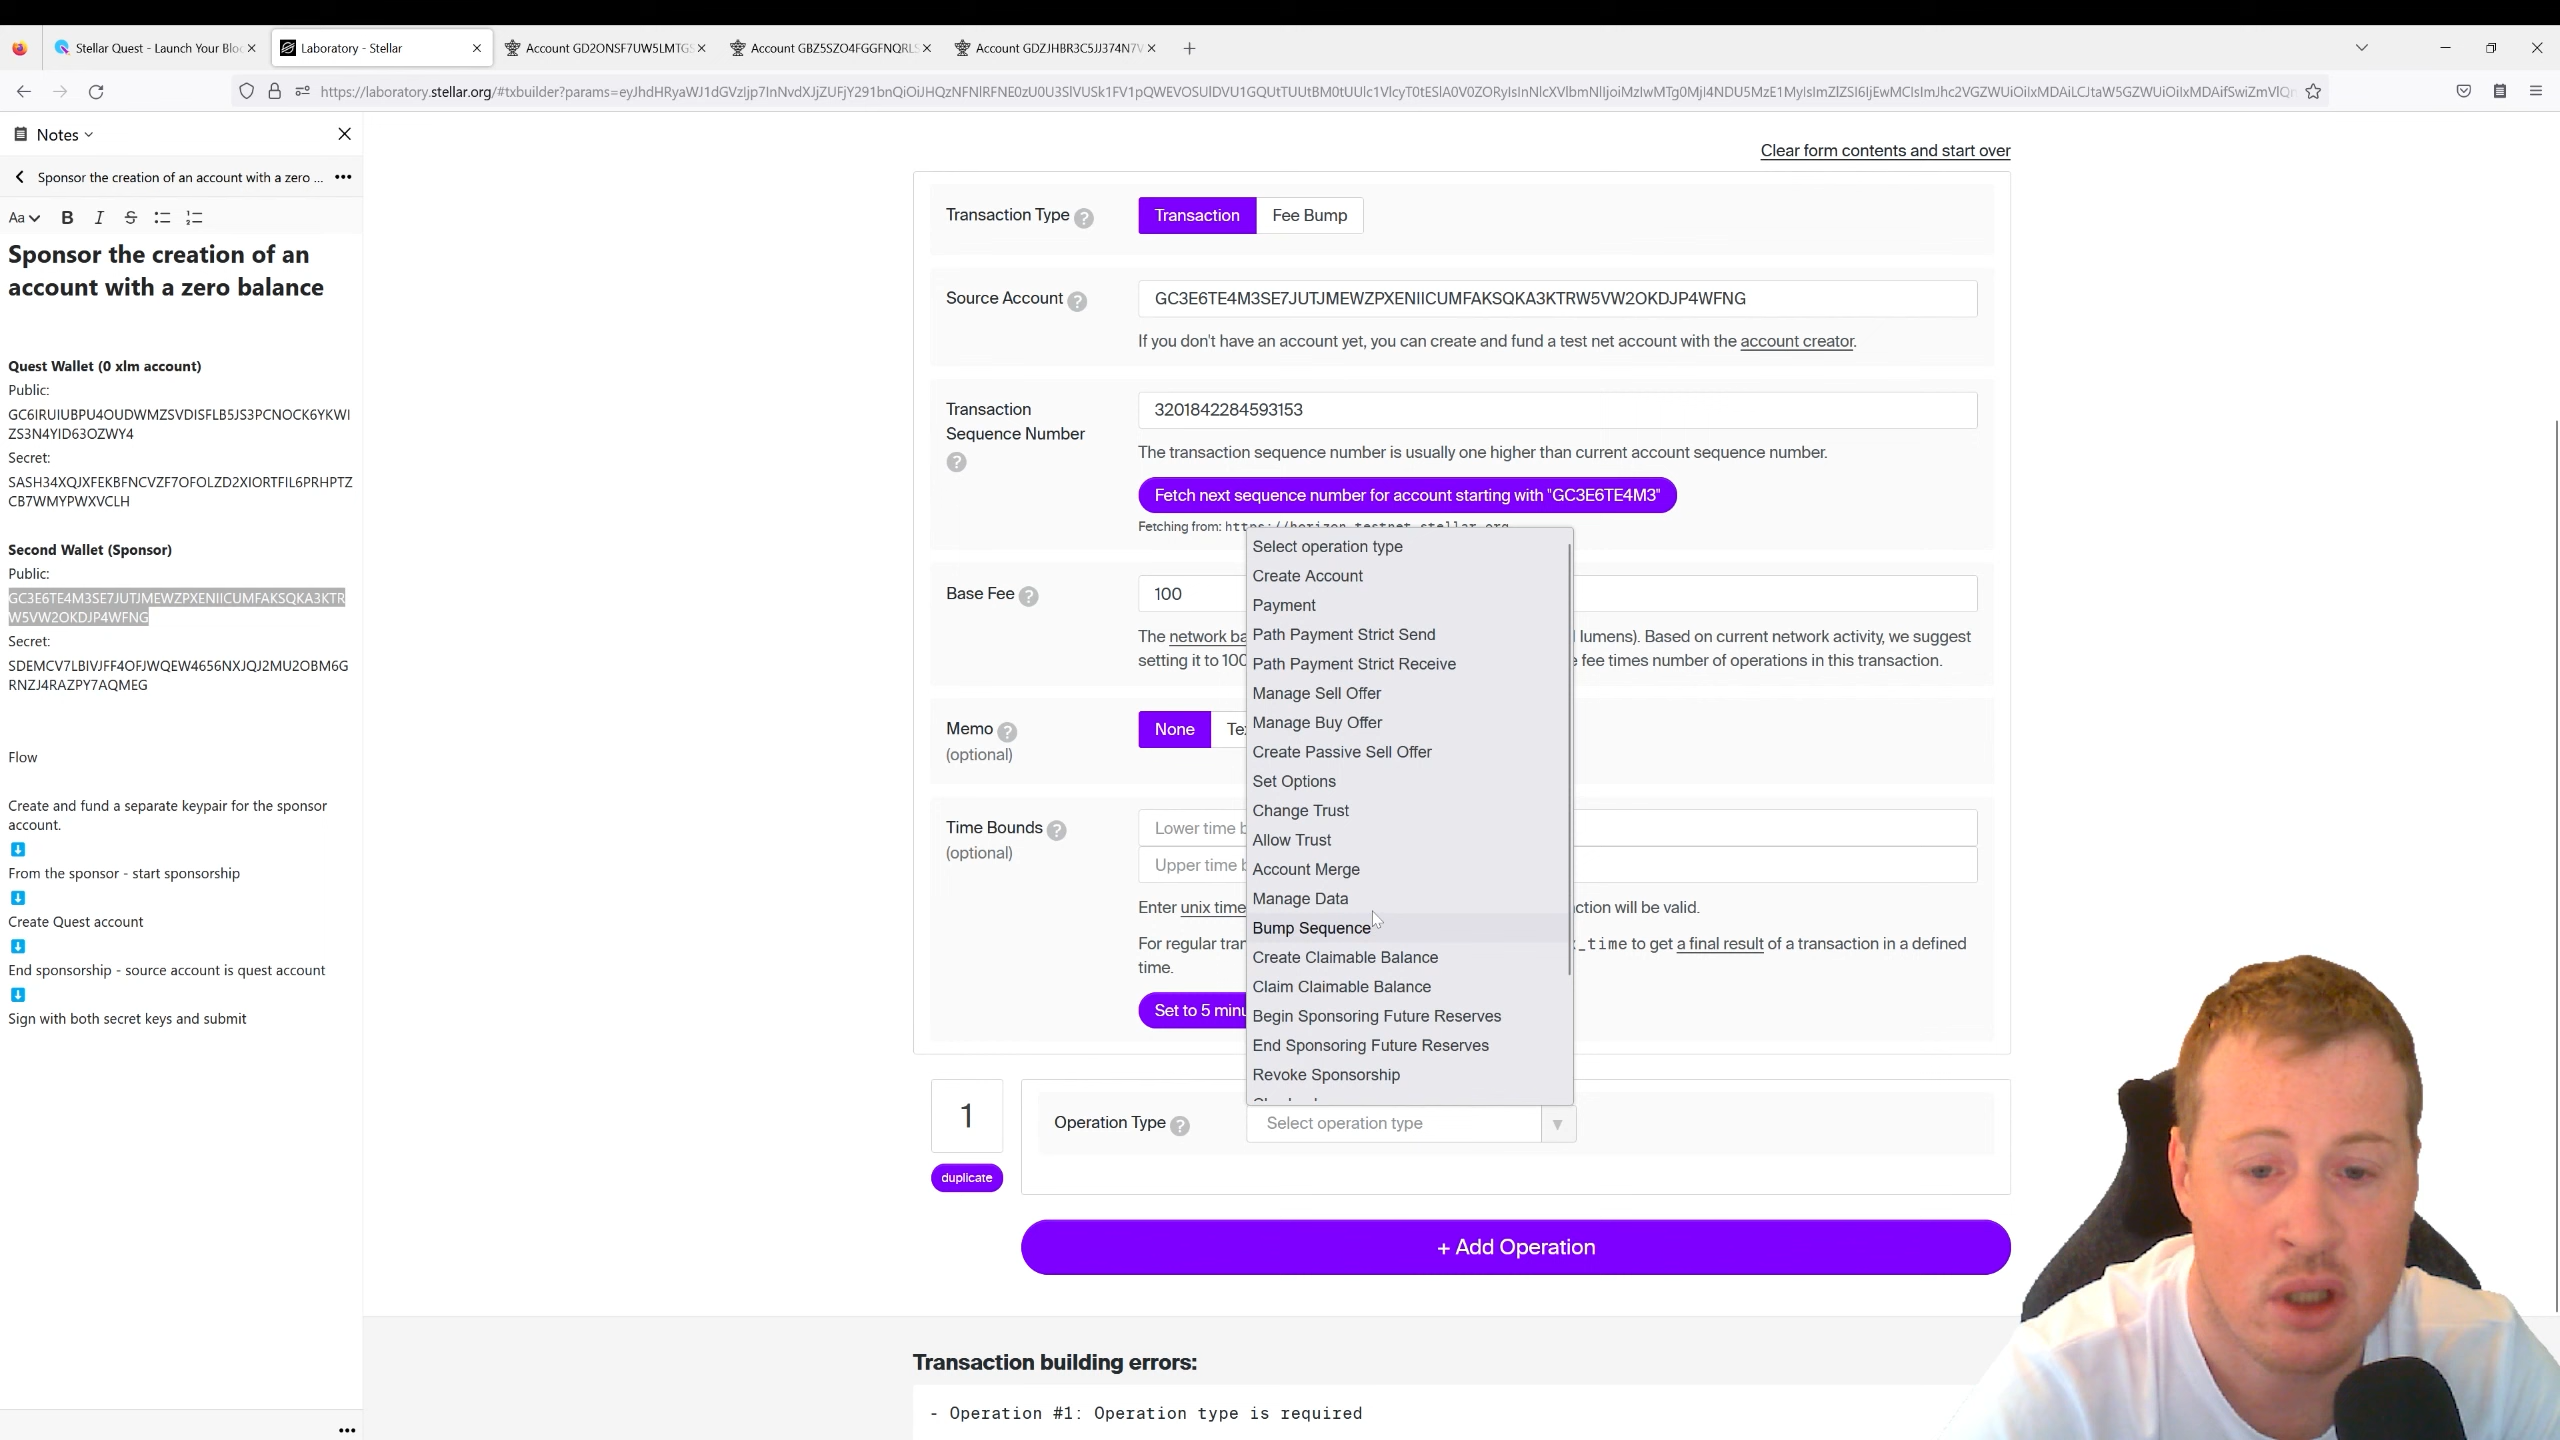 Stellar Quest - Launch Your Bloc
Laboratory - Stellar
Account GD2ONSF7UW5LMTGS
Account GBZ5SZO4FGGFNQRLS
Account GDZJHBR3C5JJ374N7V
Notes
Sponsor the creation of an account with a zero ...
Aa B I S
Sponsor the creation of an
account with a zero balance
Quest Wallet (0 xlm account)
Public:
GC6IRUIUBPU4OUDWMZSVDISFLB5JS3PCNOCK6YKWI
ZS3N4YID63OZWY4
Secret:
SASH34XQJXFEKBFNCVZF7OFOLZD2XIORTFIL6PRHPTZ
CB7WMYPWXVCLH
Second Wallet (Sponsor)
Public:
GC3E6TE4M3SE7JUTJMEWZPXENIICUMFAKSQKA3KTR
W5VW2OKDJP4WFNG
Secret:
SDEMCV7LBIVJFF4OFJWQEW4656NXJQJ2MU2OBM6G
RNZJ4RAZPY7AQMEG
Flow
Create and fund a separate keypair for the sponsor
account.
From the sponsor - start sponsorship
Create Quest account
End sponsorship - source account is quest account
Sign with both secret keys and submit
Clear form contents and start over
Transaction Type ?
Transaction Fee Bump
Source Account ?
GC3E6TE4M3SE7JUTJMEWZPXENIICUMFAKSQKA3KTRW5VW2OKDJP4WFNG
If you don't have an account yet, you can create and fund a test net account with the account creator.
Transaction
Sequence Number
?
3201842284593153
The transaction sequence number is usually one higher than current account sequence number.
Fetch next sequence number for account starting with "GC3E6TE4M3"
Fetching from: https://horizon-testnet.stellar.org
Base Fee ?
100
The network ba
lumens). Based on current network activity, we suggest
setting it to 100
e fee times number of operations in this transaction.
Memo ?
(optional)
None Te
Time Bounds ?
(optional)
Lower time b
Upper time b
Enter unix time
ction will be valid.
For regular tran
_time to get a final result of a transaction in a defined
time.
Set to 5 minu
Select operation type
Create Account
Payment
Path Payment Strict Send
Path Payment Strict Receive
Manage Sell Offer
Manage Buy Offer
Create Passive Sell Offer
Set Options
Change Trust
Allow Trust
Account Merge
Manage Data
Bump Sequence
Create Claimable Balance
Claim Claimable Balance
Begin Sponsoring Future Reserves
End Sponsoring Future Reserves
Revoke Sponsorship
1
duplicate
Operation Type ?
Select operation type
+ Add Operation
Transaction building errors:
- Operation #1: Operation type is required